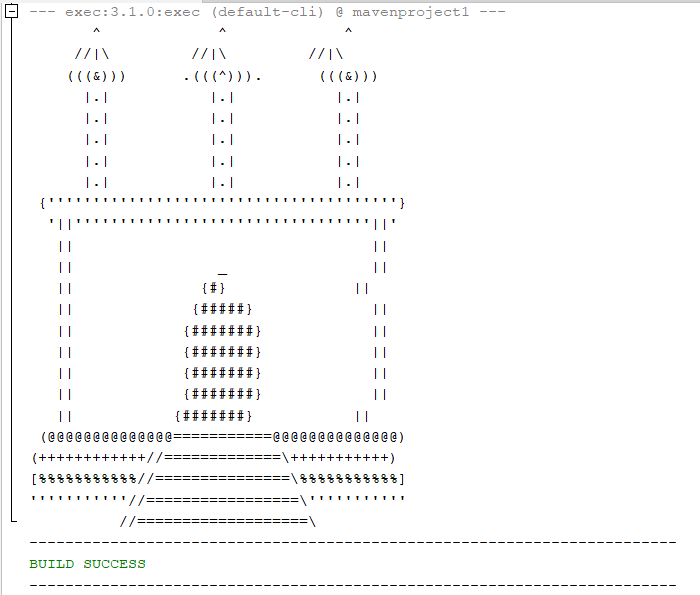 --- exec:3.1.0:exec (default-cli) @ mavenproject1 ---
       ^             ^             ^
     //|\         //|\         //|\
    (((&)))      .(((^))).      (((&)))
      |.|           |.|           |.|
      |.|           |.|           |.|
      |.|           |.|           |.|
      |.|           |.|           |.|
      |.|           |.|           |.|
 {'''''''''''''''''''''''''''''''''''''''}
  '||'''''''''''''''''''''''''''''''''||'
   ||                                 ||
   ||                _                ||
   ||              {#}              ||
   ||             {#####}             ||
   ||            {#######}            ||
   ||            {#######}            ||
   ||            {#######}            ||
   ||            {#######}            ||
   ||           {#######}           ||
 (@@@@@@@@@@@@@@===========@@@@@@@@@@@@@@)
(++++++++++++//=============\+++++++++++)
[%%%%%%%%%%%//===============\%%%%%%%%%%%]
'''''''''''//=================\'''''''''''
          //===================\
------------------------------------------------------------------------
BUILD SUCCESS
------------------------------------------------------------------------